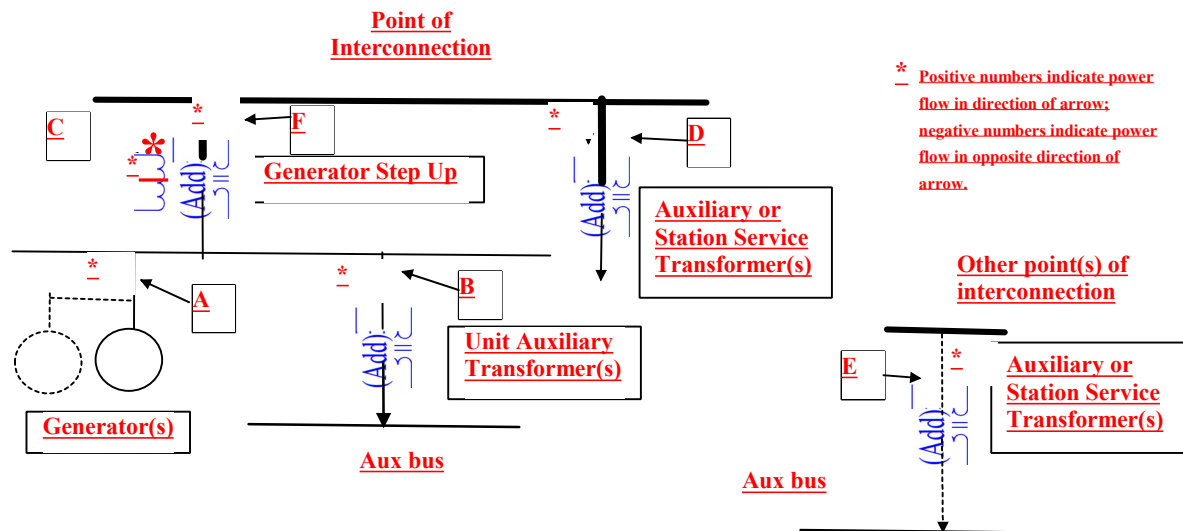 Point of
Interconnection
* Positive numbers indicate power
flow in direction of arrow;
negative numbers indicate power
flow in opposite direction of
arrow.
C
*
F
*
D
*
*
(Add)
Generator Step Up
(Add)
Auxiliary or
Station Service
Transformer(s)
*
A
*
B
Other point(s) of
interconnection
(Add)
Unit Auxiliary
Transformer(s)
E
*
Auxiliary or
Station Service
Transformer(s)
(Add)
Generator(s)
Aux bus
Aux bus